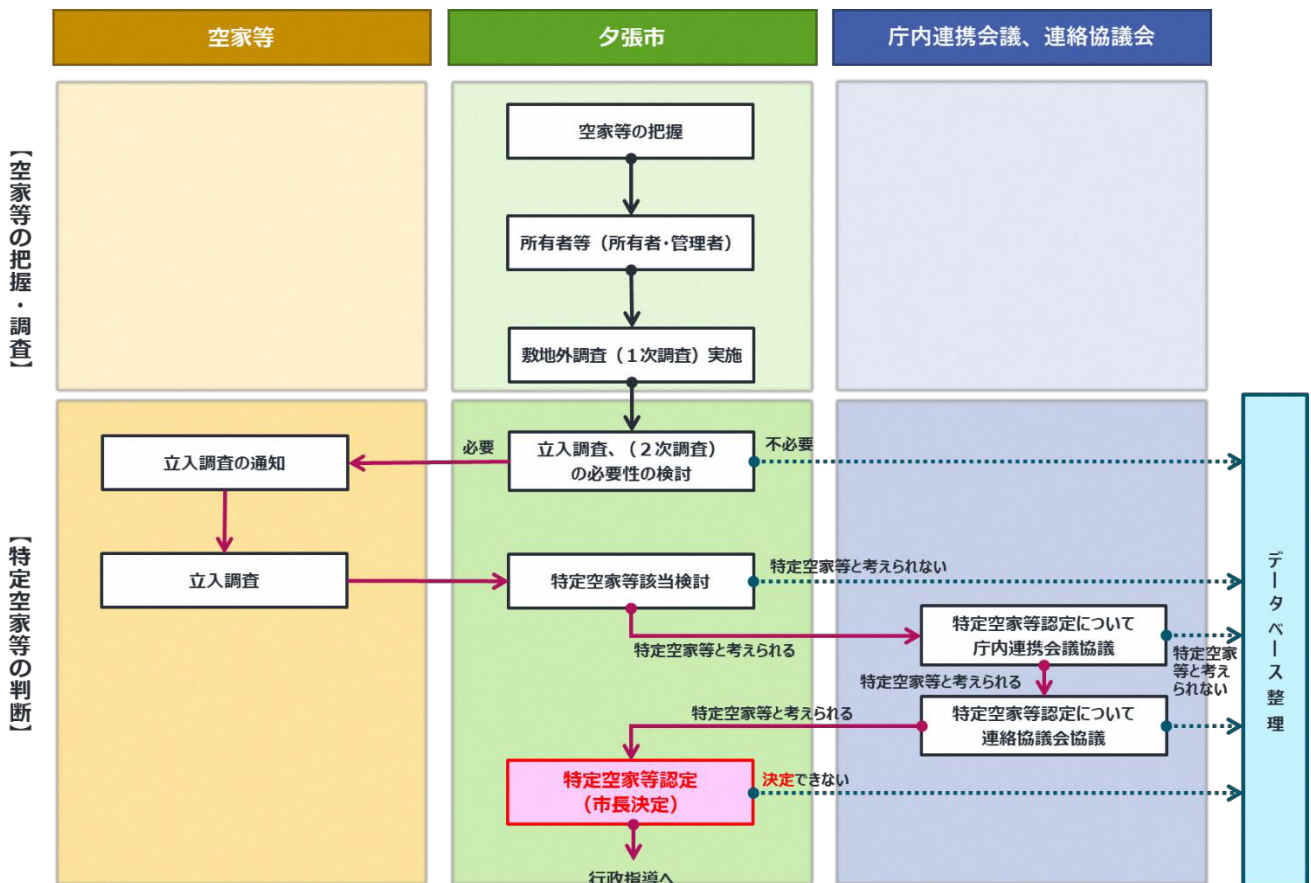 空家等
夕張市
庁内連携会議、連絡協議会
【空家等の把握・調査】
空家等の把握
所有者等（所有者・管理者）
敷地外調査（１次調査）実施
【特定空家等の判断】
立入調査の通知
必要
立入調査、（２次調査）
の必要性の検討
不必要
立入調査
特定空家等該当検討
特定空家等と考えられない
特定空家等と考えられる
特定空家等認定について
庁内連携会議協議
特定空家
等と考え
られない
特定空家等と考えられる
特定空家等認定について
連絡協議会協議
特定空家等と考えられる
特定空家等認定
（市長決定）
決定できない
行政指導へ
データベース整理